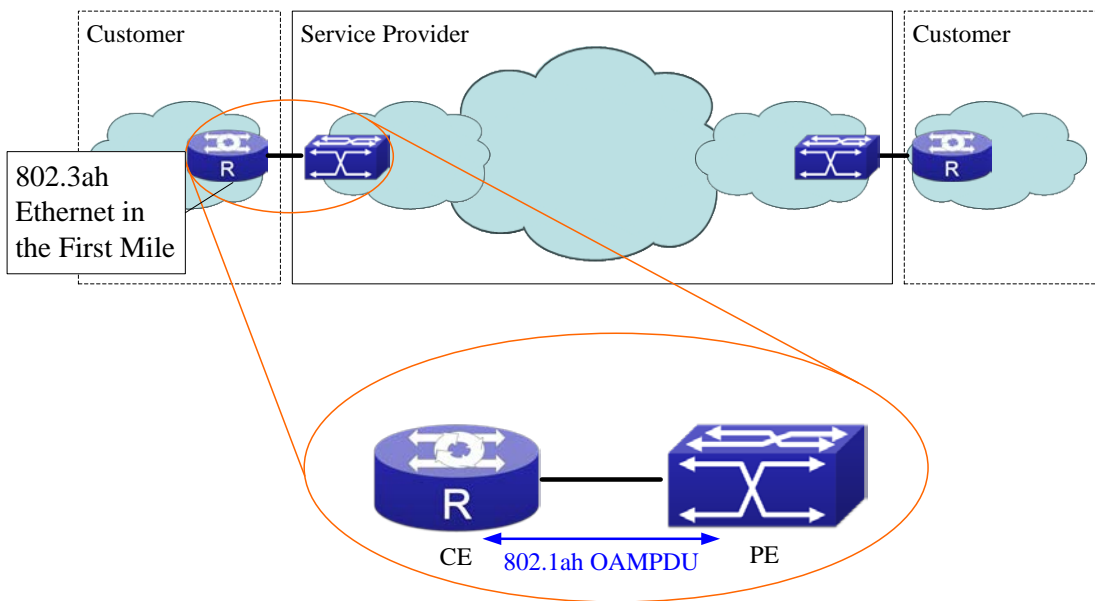 Customer
Service Provider
Customer
R
R
802.3ah
Ethernet in
the First Mile
R
CE
802.1ah OAMPDU
PE